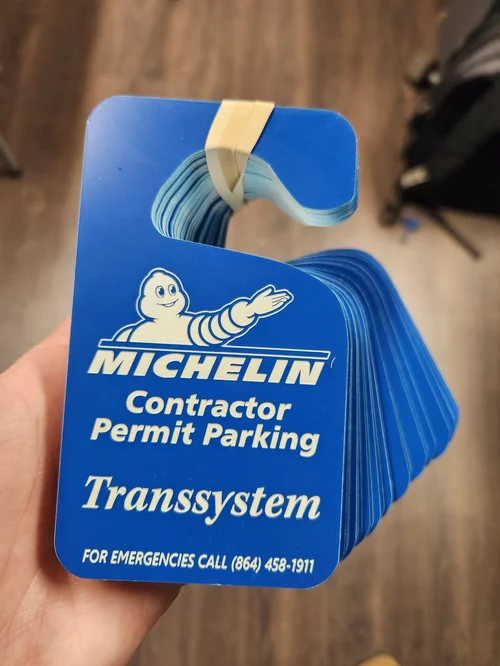 MICHELIN
Contractor
Permit Parking
Transsystem
FOR EMERGENCIES CALL (864) 458-1911